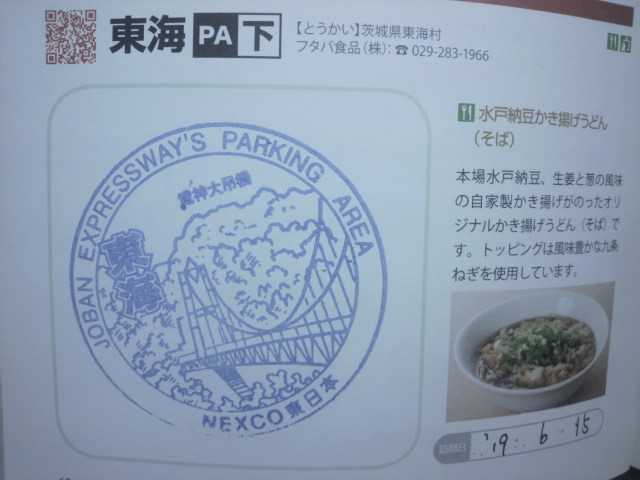 東海 PA 下
【とうかい】茨城県東海村
フタバ食品（株）：☎ 029-283-1966
JOBAN EXPRESSWAY'S PARKING AREA
竜神大吊橋
東海
NEXCO東日本
水戸納豆かき揚げうどん
（そば）
本場水戸納豆、生姜と葱の風味
の自家製かき揚げがのったオリ
ジナルかき揚げうどん（そば）で
す。トッピングは風味豊かな九条
ねぎを使用しています。
'19. 6. 15